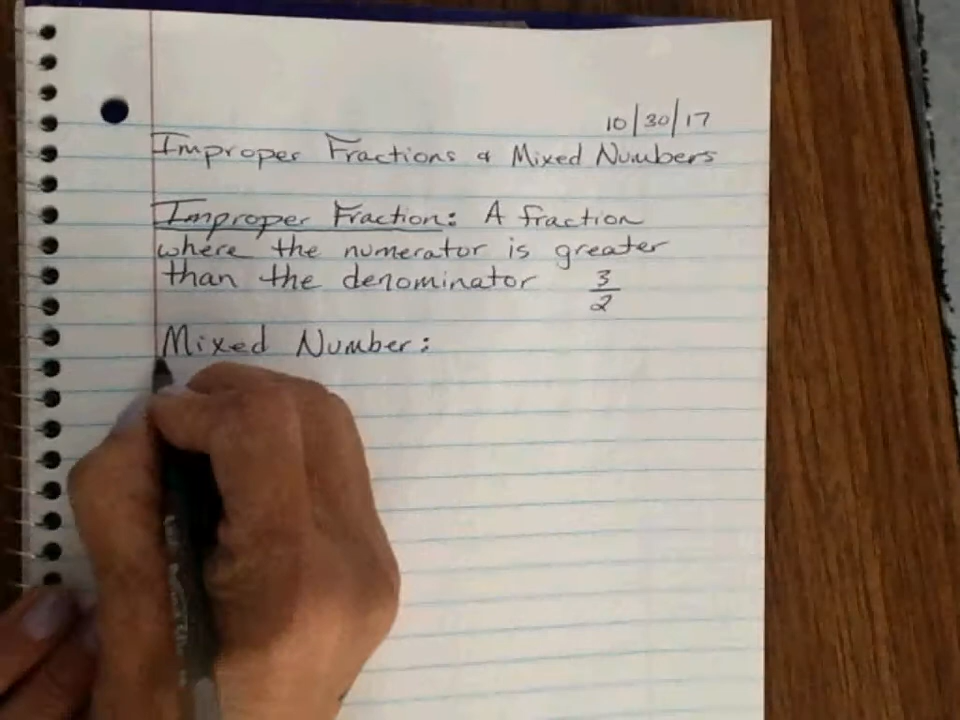 10/30/17
Improper Fractions & Mixed Numbers
Improper Fraction: A fraction
where the numerator is greater
than the denominator 3/2
Mixed Number: